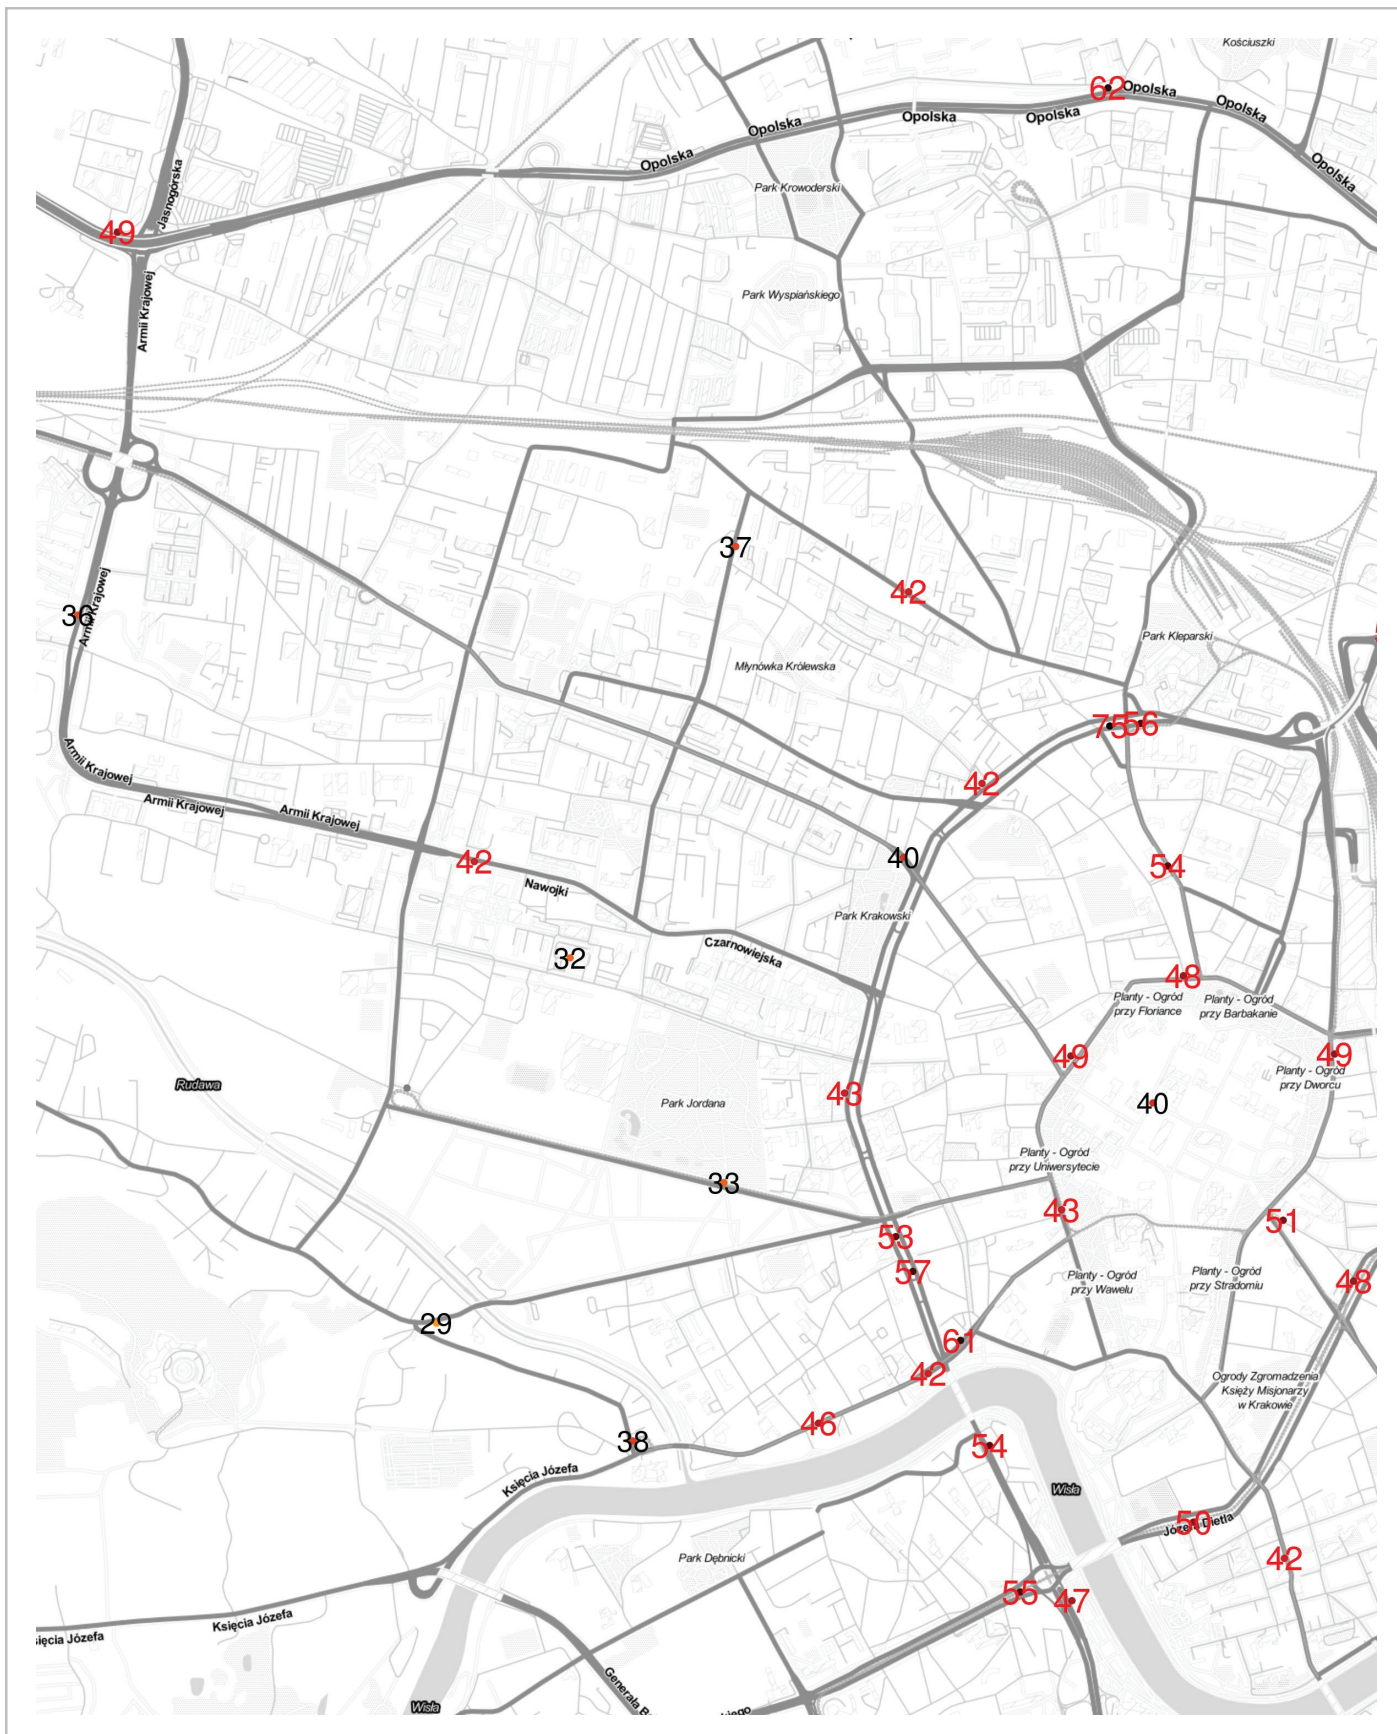 Kościuszki
62
Opolska
Opolska
Opolska
Opolska
Opolska
Opolska
Opolska
Jasnogórska
Park Krowoderski
49
Armii Krajowej
Park Wyspiańskiego
37
42
36
Armii Krajowej
Park Kleparski
Młynówka Królewska
75
56
Armii Krajowej
42
Armii Krajowej
Armii Krajowej
42
40
54
Nawojki
Park Krakowski
Czarnowiejska
32
48
Planty - Ogród
przy Floriance
Planty - Ogród
przy Barbakanie
49
49
Planty - Ogród
przy Dworcu
Rudawa
43
Park Jordana
40
Planty - Ogród
przy Uniwersytecie
33
43
51
53
57
Planty - Ogród
przy Wawelu
Planty - Ogród
przy Stradomiu
48
29
61
42
Ogrody Zgromadzenia
Księży Misjonarzy
w Krakowie
46
38
54
Księcia Józefa
Wisła
50
Józefa Dietla
Park Dębnicki
42
55
47
Księcia Józefa
sięcia Józefa
Generała B
Wisła
kiego